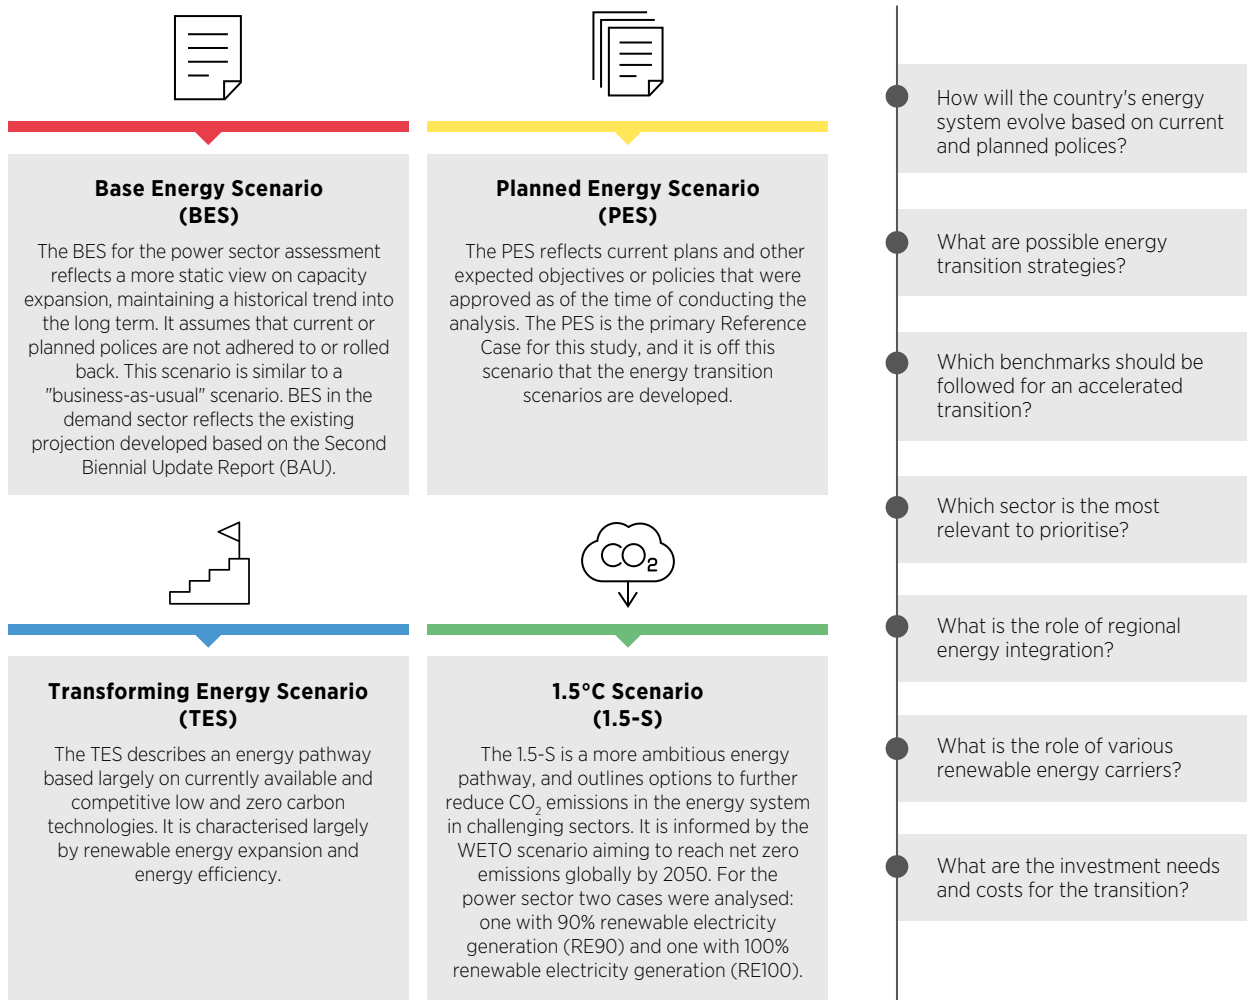 Base Energy Scenario
(BES)
The BES for the power sector assessment
reflects a more static view on capacity
expansion, maintaining a historical trend into
the long term. It assumes that current or
planned polices are not adhered to or rolled
back. This scenario is similar to a
"business-as-usual" scenario. BES in the
demand sector reflects the existing
projection developed based on the Second
Biennial Update Report (BAU).
Planned Energy Scenario
(PES)
The PES reflects current plans and other
expected objectives or policies that were
approved as of the time of conducting the
analysis. The PES is the primary Reference
Case for this study, and it is off this
scenario that the energy transition
scenarios are developed.
Transforming Energy Scenario
(TES)
The TES describes an energy pathway
based largely on currently available and
competitive low and zero carbon
technologies. It is characterised largely
by renewable energy expansion and
energy efficiency.
CO₂
1.5°C Scenario
(1.5-S)
The 1.5-S is a more ambitious energy
pathway, and outlines options to further
reduce CO₂ emissions in the energy system
in challenging sectors. It is informed by the
WETO scenario aiming to reach net zero
emissions globally by 2050. For the
power sector two cases were analysed:
one with 90% renewable electricity
generation (RE90) and one with 100%
renewable electricity generation (RE100).
How will the country's energy
system evolve based on current
and planned polices?
What are possible energy
transition strategies?
Which benchmarks should be
followed for an accelerated
transition?
Which sector is the most
relevant to prioritise?
What is the role of regional
energy integration?
What is the role of various
renewable energy carriers?
What are the investment needs
and costs for the transition?